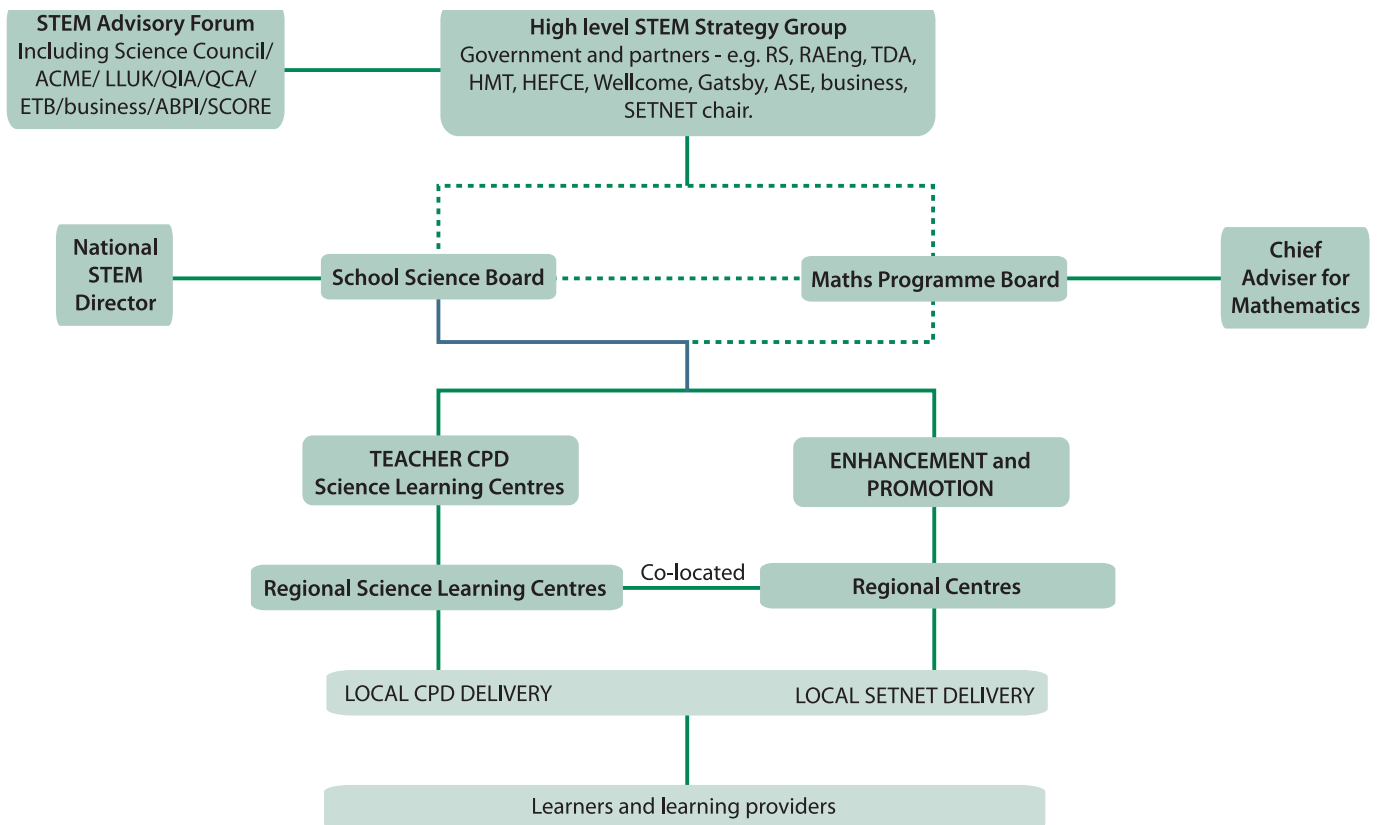 STEM Advisory Forum
Including Science Council/
ACME/ LLUK/QIA/QCA/
ETB/business/ABPI/SCORE
High level STEM Strategy Group
Government and partners - e.g. RS, RAEng, TDA,
HMT, HEFCE, Wellcome, Gatsby, ASE, business,
SETNET chair.
National
STEM
Director
School Science Board
Maths Programme Board
Chief
Adviser for
Mathematics
TEACHER CPD
Science Learning Centres
ENHANCEMENT and
PROMOTION
Regional Science Learning Centres
Co-located
Regional Centres
LOCAL CPD DELIVERY
LOCAL SETNET DELIVERY
Learners and learning providers